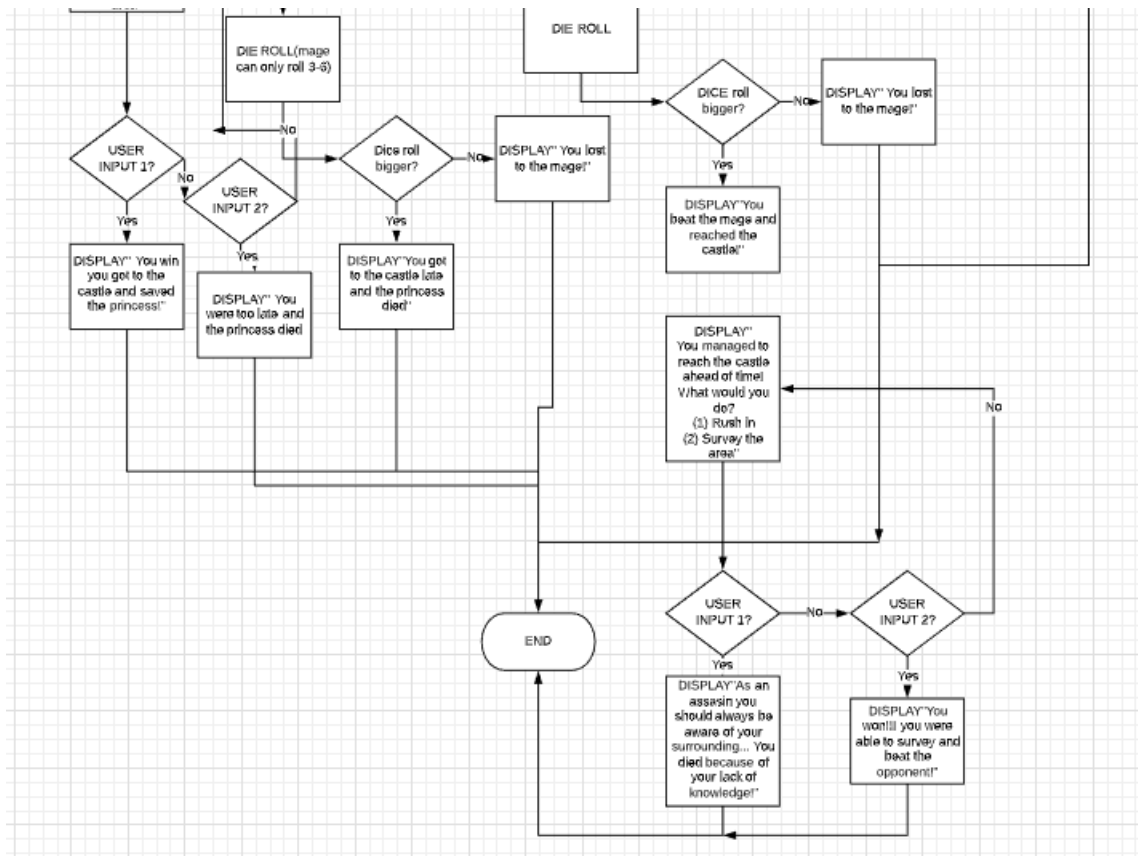 DIE ROLL(mage
can only roll 3-6)
DIE ROLL
DICE roll
bigger?
No
DISPLAY" You lost
to the mage!"
Yes
DISPLAY"You
beat the mage and
reached the
castle!"
USER
INPUT 1?
No
USER
INPUT 2?
No
Dice roll
bigger?
No
DISPLAY" You lost
to the mage!"
Yes
Yes
Yes
DISPLAY" You win
you got to the
castle and saved
the princess!"
DISPLAY" You
were too late and
the princess died
DISPLAY"You got
to the castle late
and the princess
died"
DISPLAY"
You managed to
reach the castle
ahead of time!
What would you
do?
(1) Rush in
(2) Survey the
area"
No
USER
INPUT 1?
No
USER
INPUT 2?
END
Yes
Yes
DISPLAY"As an
assasin you
should always be
aware of your
surrounding... You
died because of
your lack of
knowledge!"
DISPLAY"You
won!!! you were
able to survey and
beat the
opponent!"